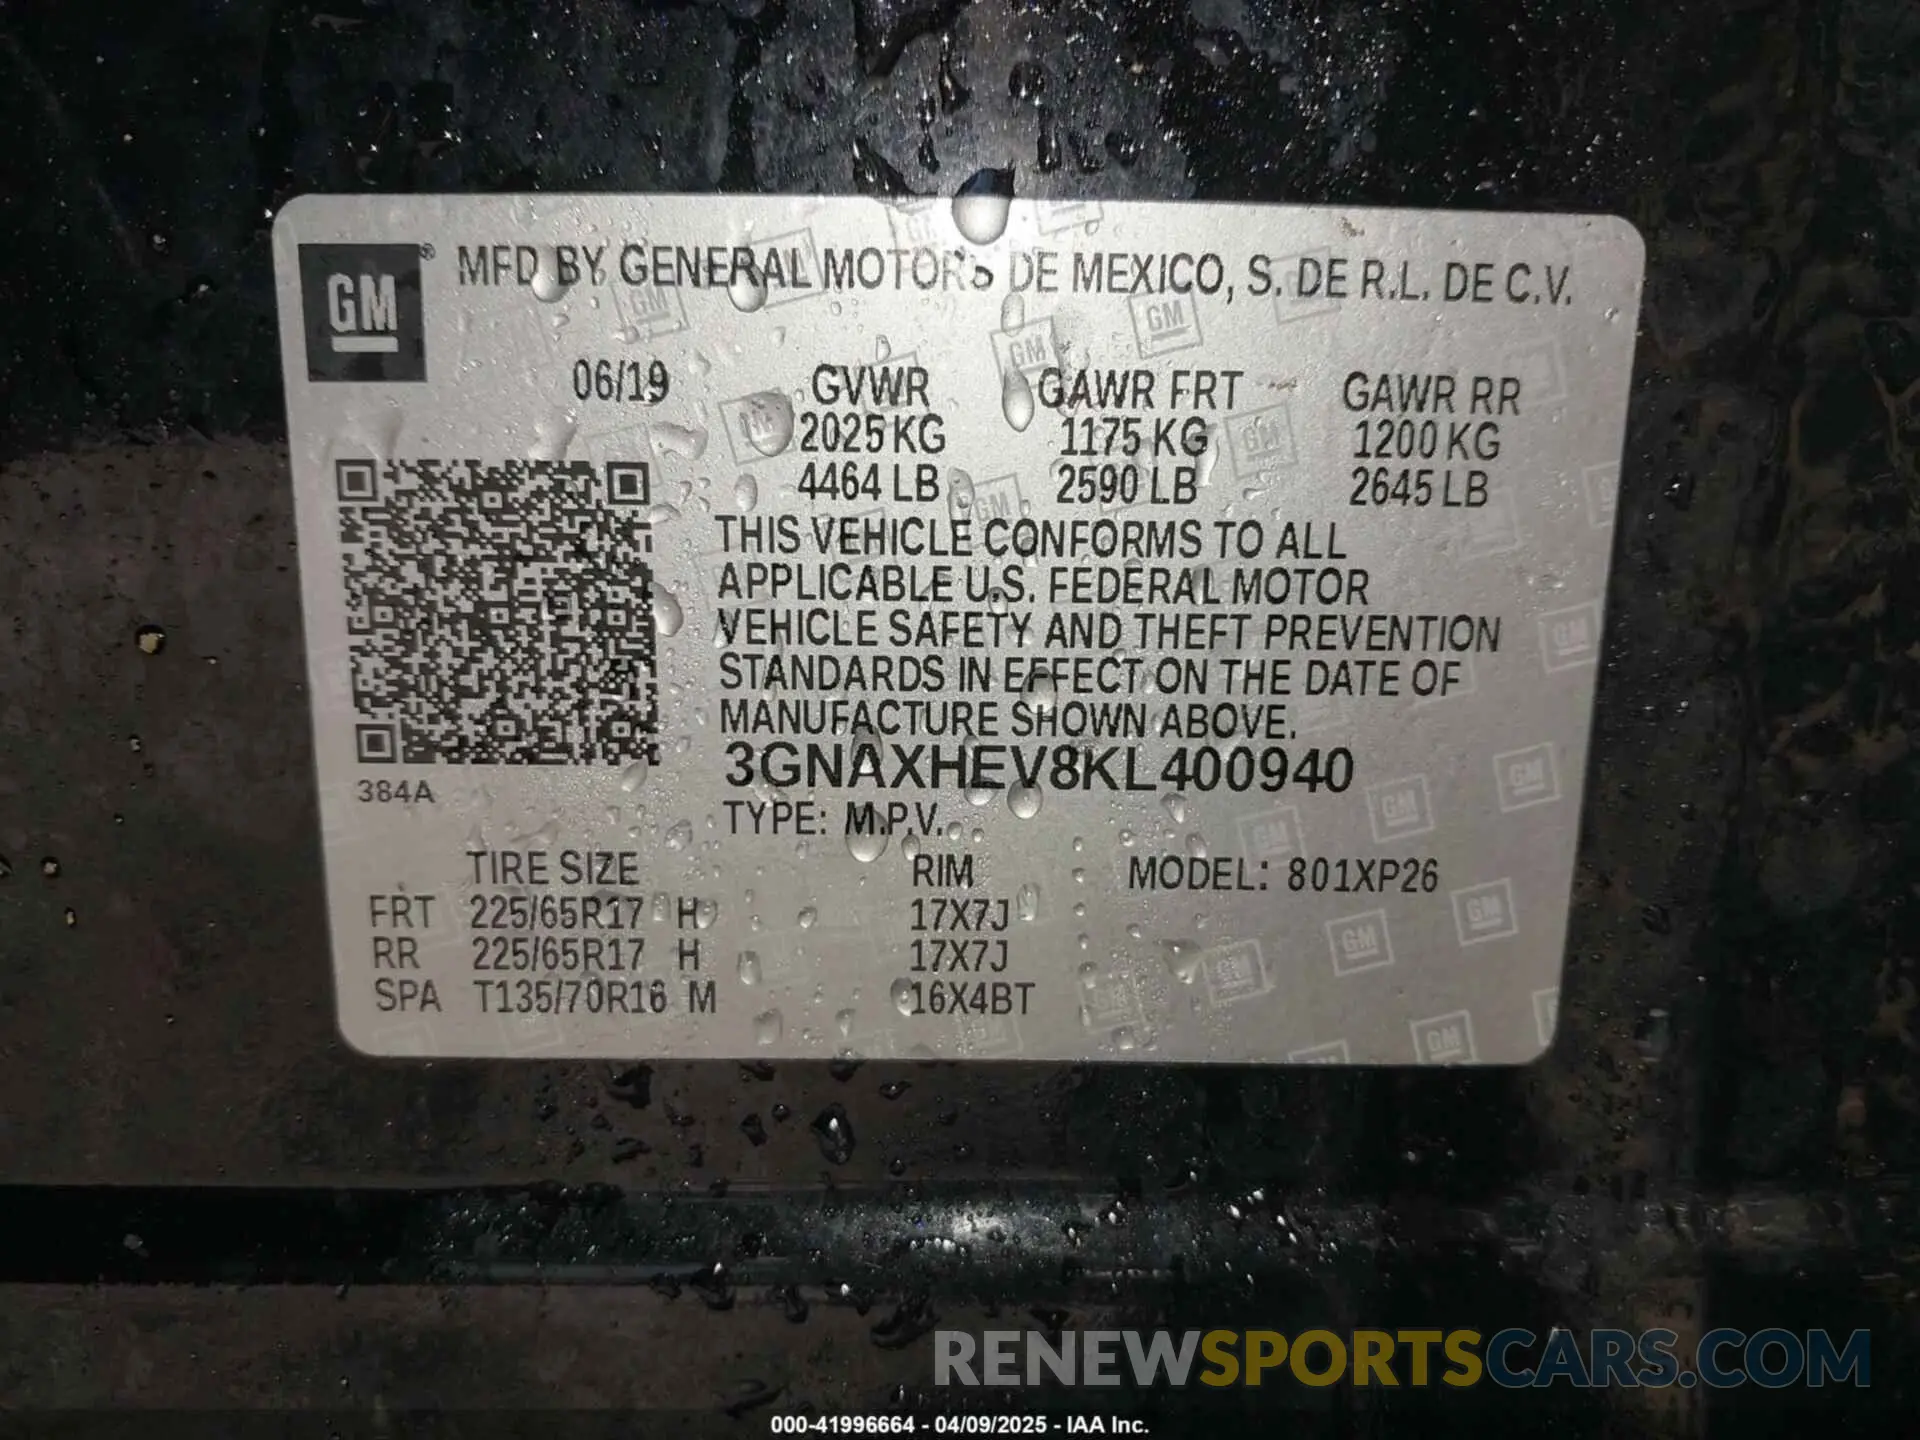 GM® MFD BY GENERAL MOTORS DE MEXICO, S. DE R.L. DE C.V.
06/19 GVWR GAWR FRT GAWR RR
2025 KG 1175 KG 1200 KG
4464 LB 2590 LB 2645 LB
THIS VEHICLE CONFORMS TO ALL
APPLICABLE U.S. FEDERAL MOTOR
VEHICLE SAFETY AND THEFT PREVENTION
STANDARDS IN EFFECT ON THE DATE OF
MANUFACTURE SHOWN ABOVE.
3GNAXHEV8KL400940
384A
TYPE: M.P.V.
TIRE SIZE RIM MODEL: 801XP26
FRT 225/65R17 H 17X7J
RR 225/65R17 H 17X7J
SPA T135/70R16 M 16X4BT
RENEWSPORTSCARS.COM
000-41996664 - 04/09/2025 - IAA Inc.